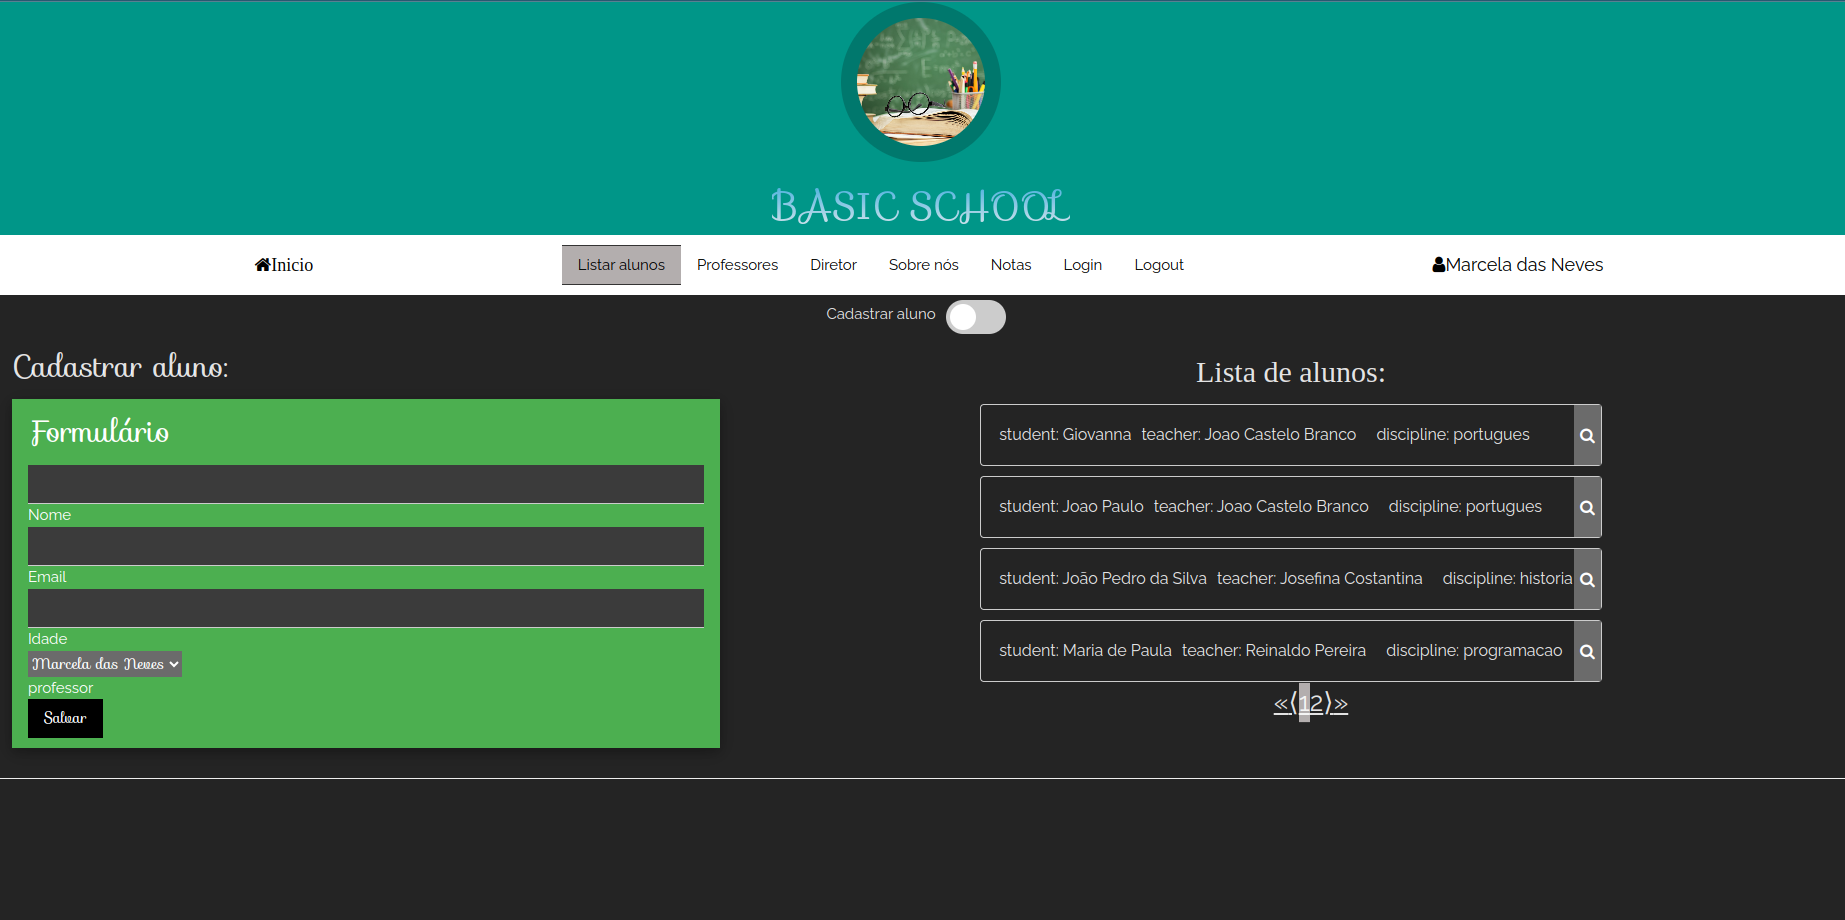 BASIC SCHOOL
Inicio
Listar alunos
Professores
Diretor
Sobre nós
Notas
Login
Logout
Marcela das Neves
Cadastrar aluno
Cadastrar aluno:
Formulário
Nome
Email
Idade
Marcela das Neves
professor
Salvar
Lista de alunos:
student: Giovanna teacher: Joao Castelo Branco discipline: portugues
student: Joao Paulo teacher: Joao Castelo Branco discipline: portugues
student: João Pedro da Silva teacher: Josefina Costantina discipline: historia
student: Maria de Paula teacher: Reinaldo Pereira discipline: programacao
«⟨12⟩»